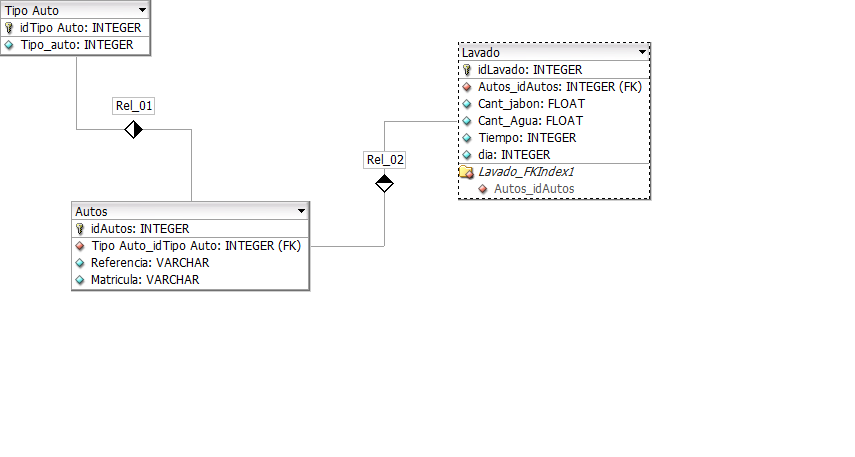 Tipo Auto
idTipo Auto: INTEGER
Tipo_auto: INTEGER
Rel_01
Autos
idAutos: INTEGER
Tipo Auto_idTipo Auto: INTEGER (FK)
Referencia: VARCHAR
Matricula: VARCHAR
Rel_02
Lavado
idLavado: INTEGER
Autos_idAutos: INTEGER (FK)
Cant_jabon: FLOAT
Cant_Agua: FLOAT
Tiempo: INTEGER
dia: INTEGER
Lavado_FKIndex1
Autos_idAutos